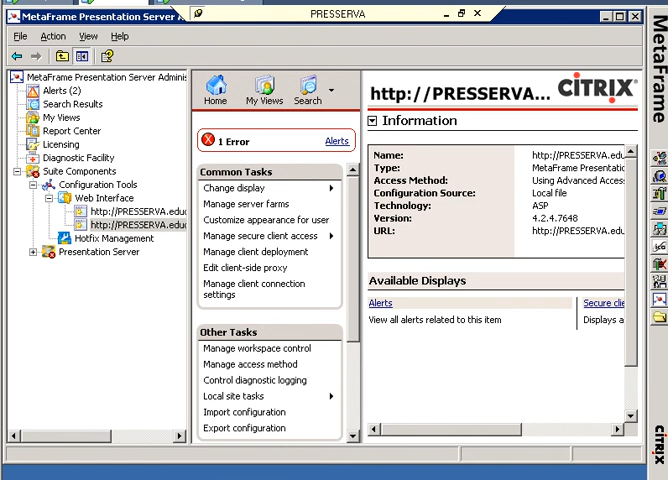 PRESSERVA
MetaFrame Presentation Server A
File Action View Help
MetaFrame Presentation Server Adminis
Alerts (2)
Search Results
My Views
Report Center
Licensing
Diagnostic Facility
Suite Components
Configuration Tools
Web Interface
http://PRESSERVA.educ
http://PRESSERVA.educ
Hotfix Management
Presentation Server
Home
My Views
Search
1 Error
Alerts
Common Tasks
Change display
Manage server farms
Customize appearance for user
Manage secure client access
Manage client deployment
Edit client-side proxy
Manage client connection
settings
Other Tasks
Manage workspace control
Manage access method
Control diagnostic logging
Local site tasks
Import configuration
Export configuration
http://PRESSERVA...
CITRIX
Information
Name: http://PRESSERVA.edu
Type: MetaFrame Presentatio
Access Method: Using Advanced Acces
Configuration Source: Local file
Technology: ASP
Version: 4.2.4.7648
URL: http://PRESSERVA.edu
Available Displays
Alerts
View all alerts related to this item
Secure clie
Displays a
MetaFrame
CITRIX